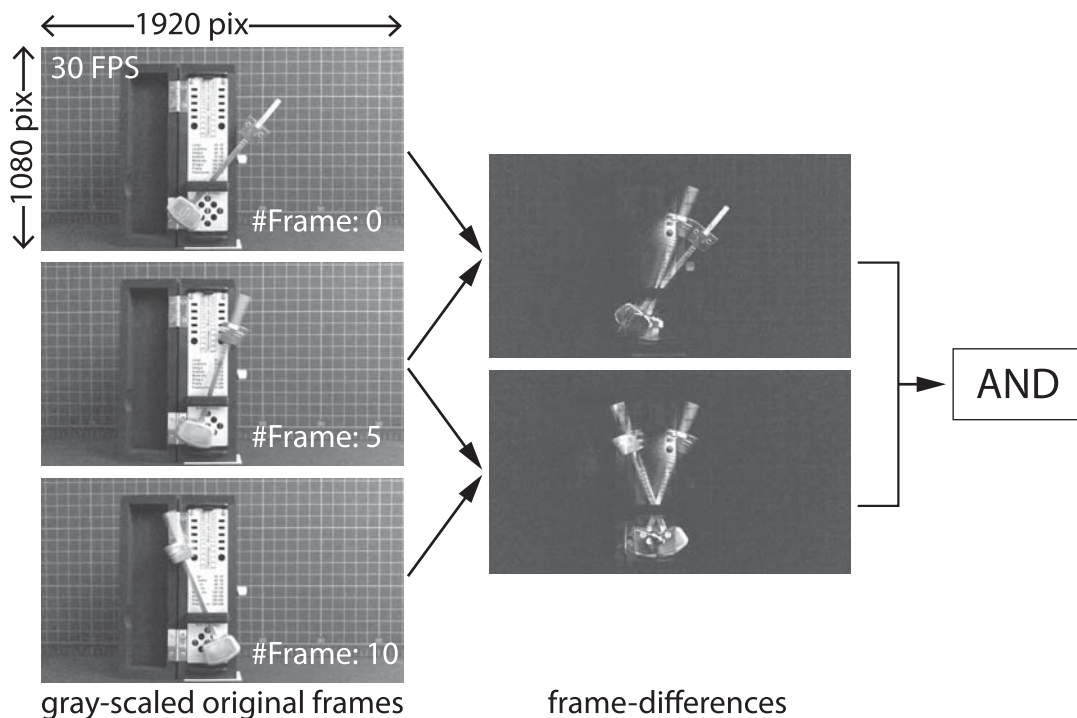 1920 pix
1080 pix
30 FPS
#Frame: 0
#Frame: 5
#Frame: 10
AND
gray-scaled original frames
frame-differences